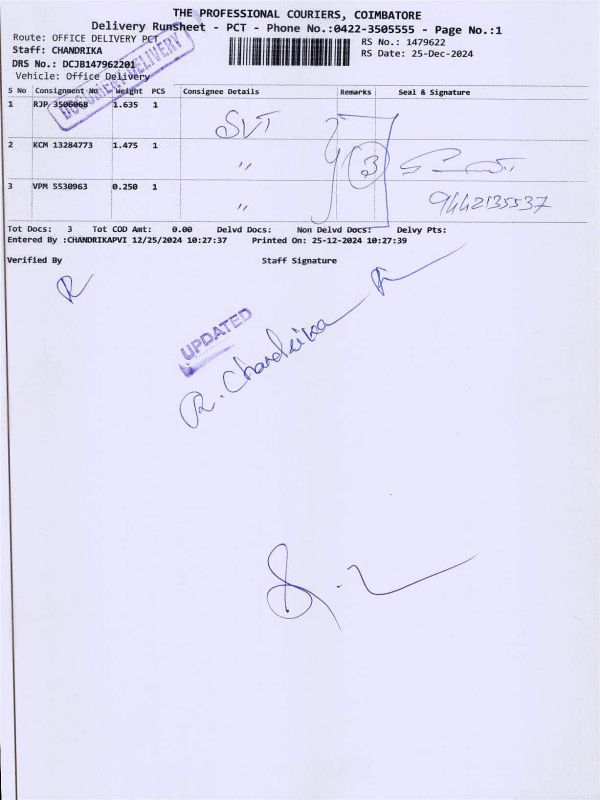 THE PROFESSIONAL COURIERS, COIMBATORE
Delivery Runsheet - PCT - Phone No.:0422-3505555 - Page No.:1
Route: OFFICE DELIVERY PCT
RS No.: 1479622
Staff: CHANDRIKA
RS Date: 25-Dec-2024
DRS No.: DCJB147962201
Vehicle: Office Delivery
DOCUMENT DELIVERY
S No Consignment No Weight PCS Consignee Details Remarks Seal & Signature
1 RJP 3506068 1.635 1 SVT
2 KCM 13284773 1.475 1 〃 3
3 VPM 5530963 0.250 1 〃 9442135537
Tot Docs: 3 Tot COD Amt: 0.00 Delvd Docs: Non Delvd Docs: Delvy Pts:
Entered By :CHANDRIKAPVI 12/25/2024 10:27:37 Printed On: 25-12-2024 10:27:39
Verified By Staff Signature
R
UPDATED
R. Chandrika